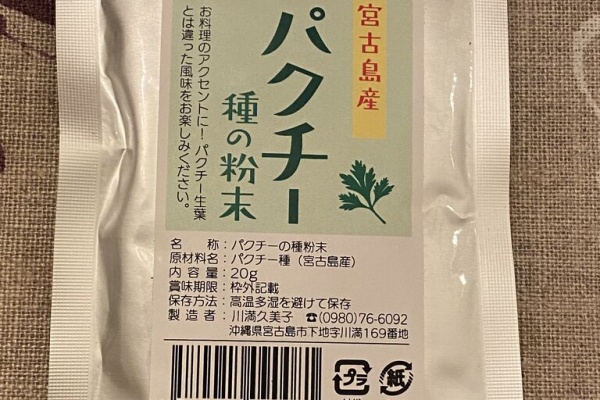 宮古島産
パクチー
種の粉末
お料理のアクセントに！パクチー生葉
とは違った風味をお楽しみください。
名　　称：パクチーの種粉末
原材料名：パクチー種（宮古島産）
内 容 量：20g
賞味期限：枠外記載
保存方法：高温多湿を避けて保存
製 造 者：川満久美子　☎(0980)76-6092
沖縄県宮古島市下地字川満169番地
プラ
紙